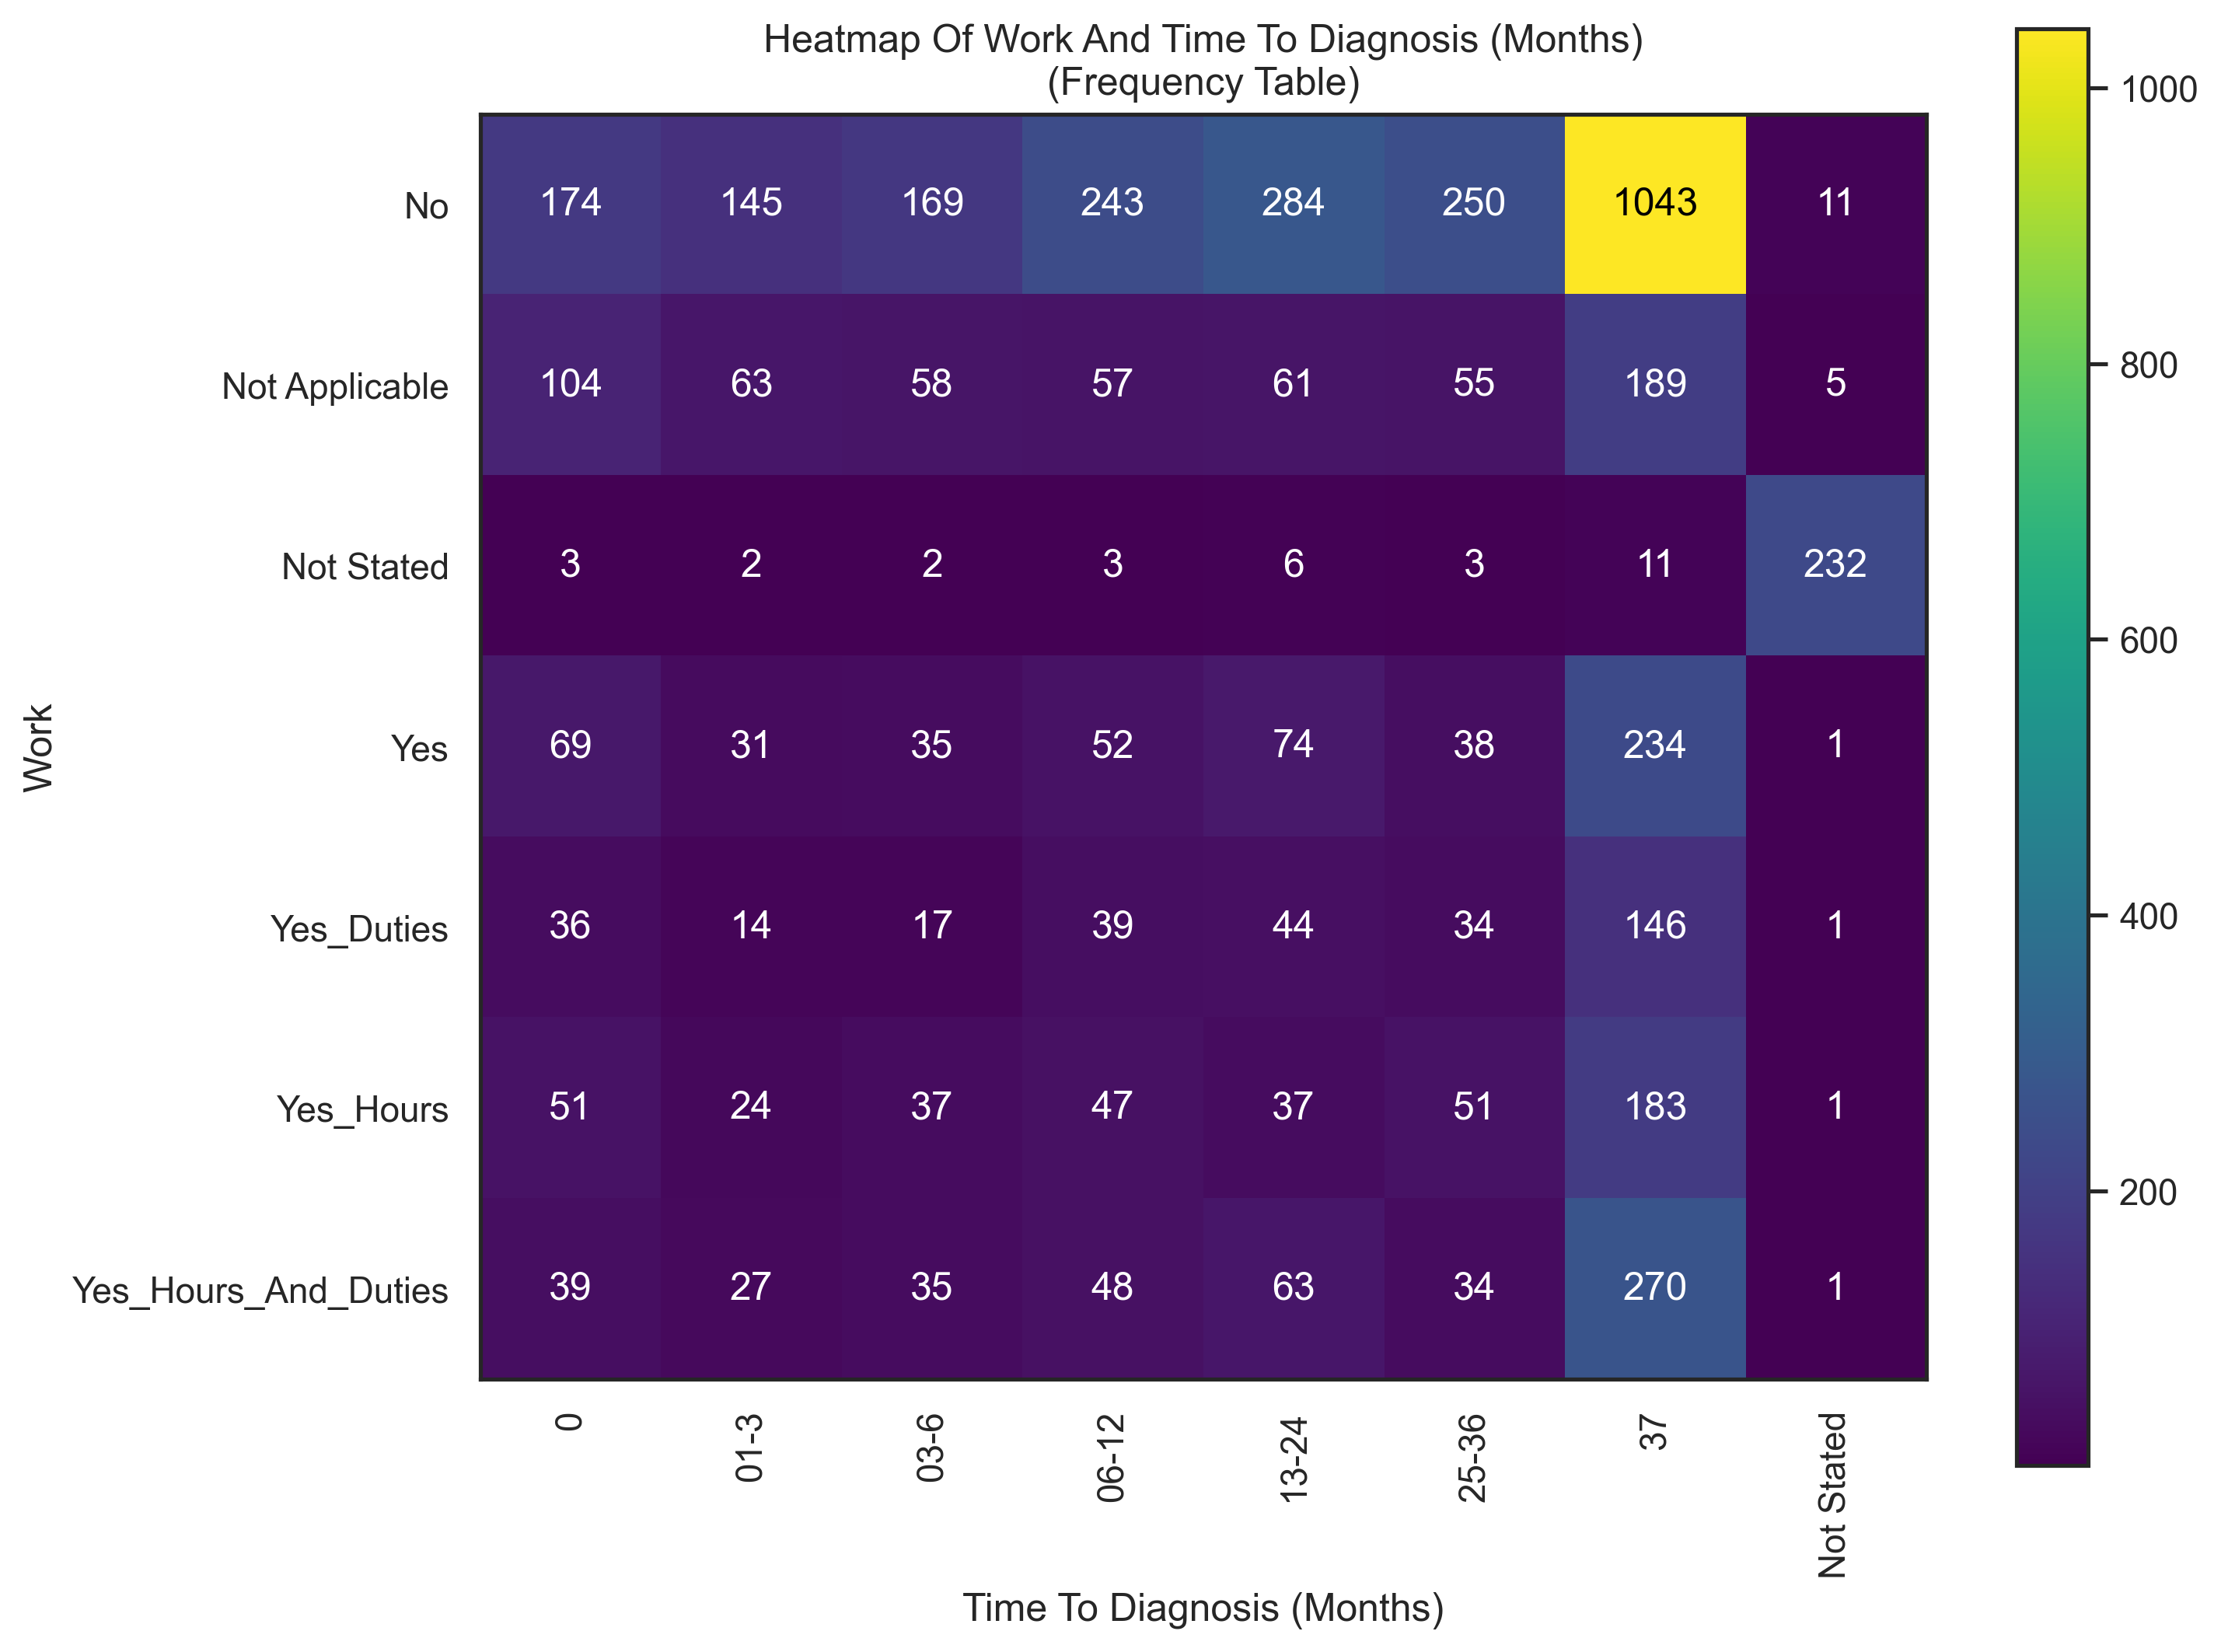 Heatmap Of Work And Time To Diagnosis (Months)
(Frequency Table)
1000
800
600
400
200
Work
No 174 145 169 243 284 250 1043 11
Not Applicable 104 63 58 57 61 55 189 5
Not Stated 3 2 2 3 6 3 11 232
Yes 69 31 35 52 74 38 234 1
Yes_Duties 36 14 17 39 44 34 146 1
Yes_Hours 51 24 37 47 37 51 183 1
Yes_Hours_And_Duties 39 27 35 48 63 34 270 1
0 01-3 03-6 06-12 13-24 25-36 37 Not Stated
Time To Diagnosis (Months)